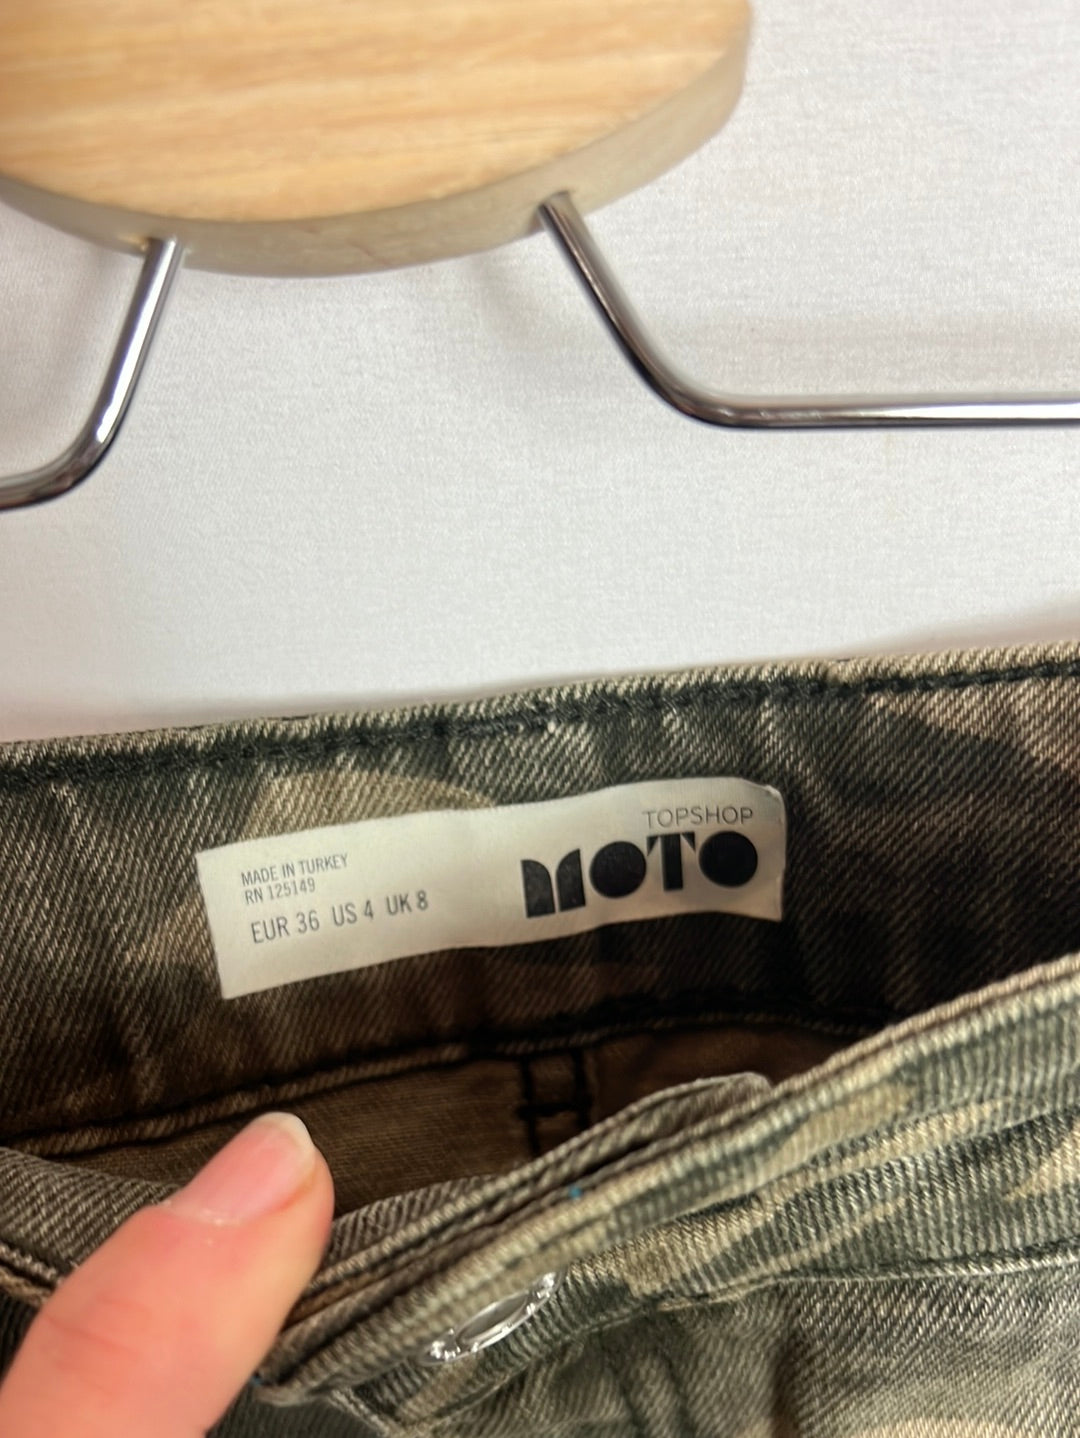 MADE IN TURKEY
RN 125149
EUR 36 US 4 UK 8
TOPSHOP
MOTO